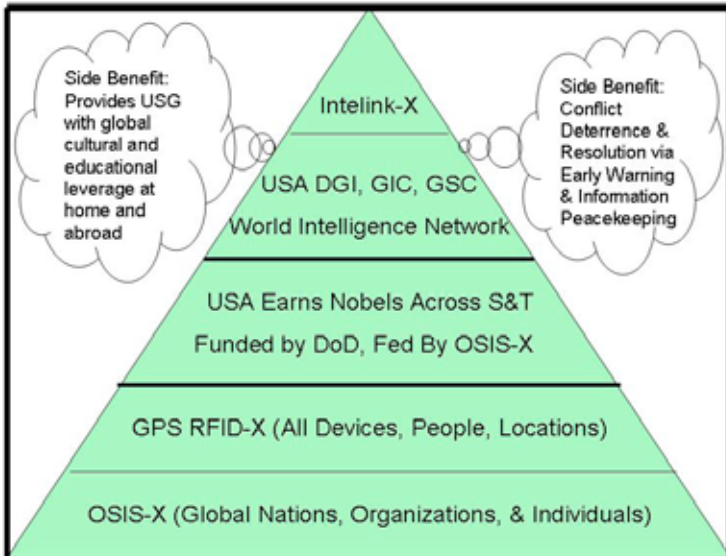 Side Benefit:
Provides USG
with global
cultural and
educational
leverage at
home and
abroad
Intelink-X
Side Benefit:
Conflict
Deterrence &
Resolution via
Early Warning
& Information
Peacekeeping
USA DGI, GIC, GSC
World Intelligence Network
USA Earns Nobels Across S&T
Funded by DoD, Fed By OSIS-X
GPS RFID-X (All Devices, People, Locations)
OSIS-X (Global Nations, Organizations, & Individuals)